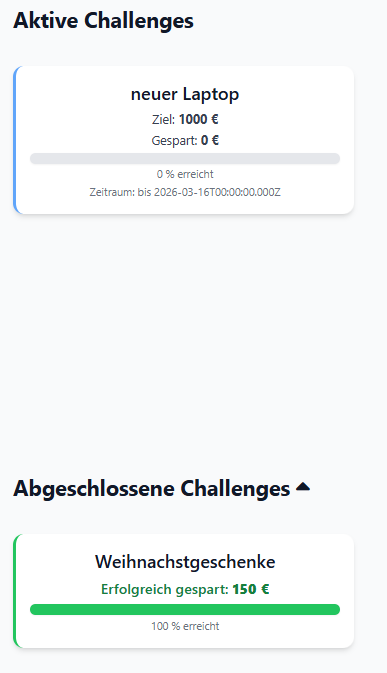 Aktive Challenges
neuer Laptop
Ziel: 1000 €
Gespart: 0 €
0 % erreicht
Zeitraum: bis 2026-03-16T00:00:00.000Z
Abgeschlossene Challenges
Weihnachstgeschenke
Erfolgreich gespart: 150 €
100 % erreicht